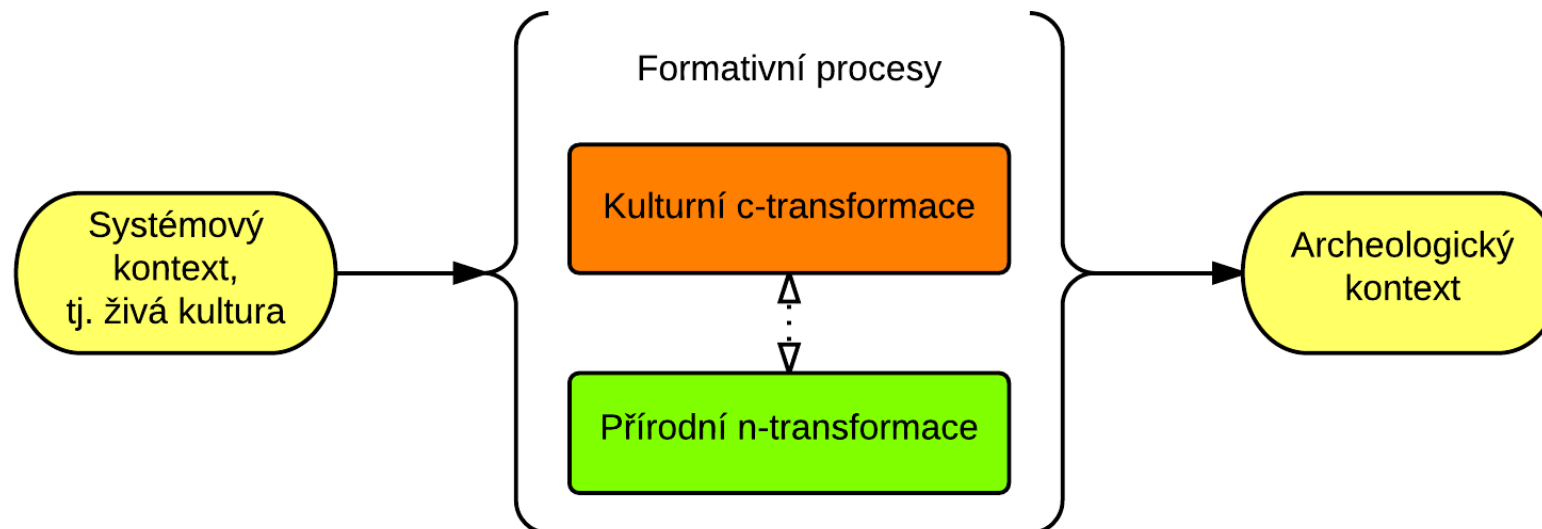 Formativní procesy
Systémový
kontext,
tj. živá kultura
Kulturní c-transformace
Přírodní n-transformace
Archeologický
kontext